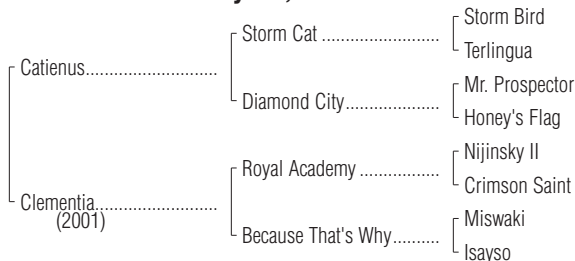 Storm Bird
Storm Cat ........................
Terlingua
Catienus...........................
Mr. Prospector
Diamond City...................
Honey's Flag
Nijinsky II
Royal Academy ................
Crimson Saint
Clementia.........................
(2001)
Miswaki
Because That's Why..........
Isayso